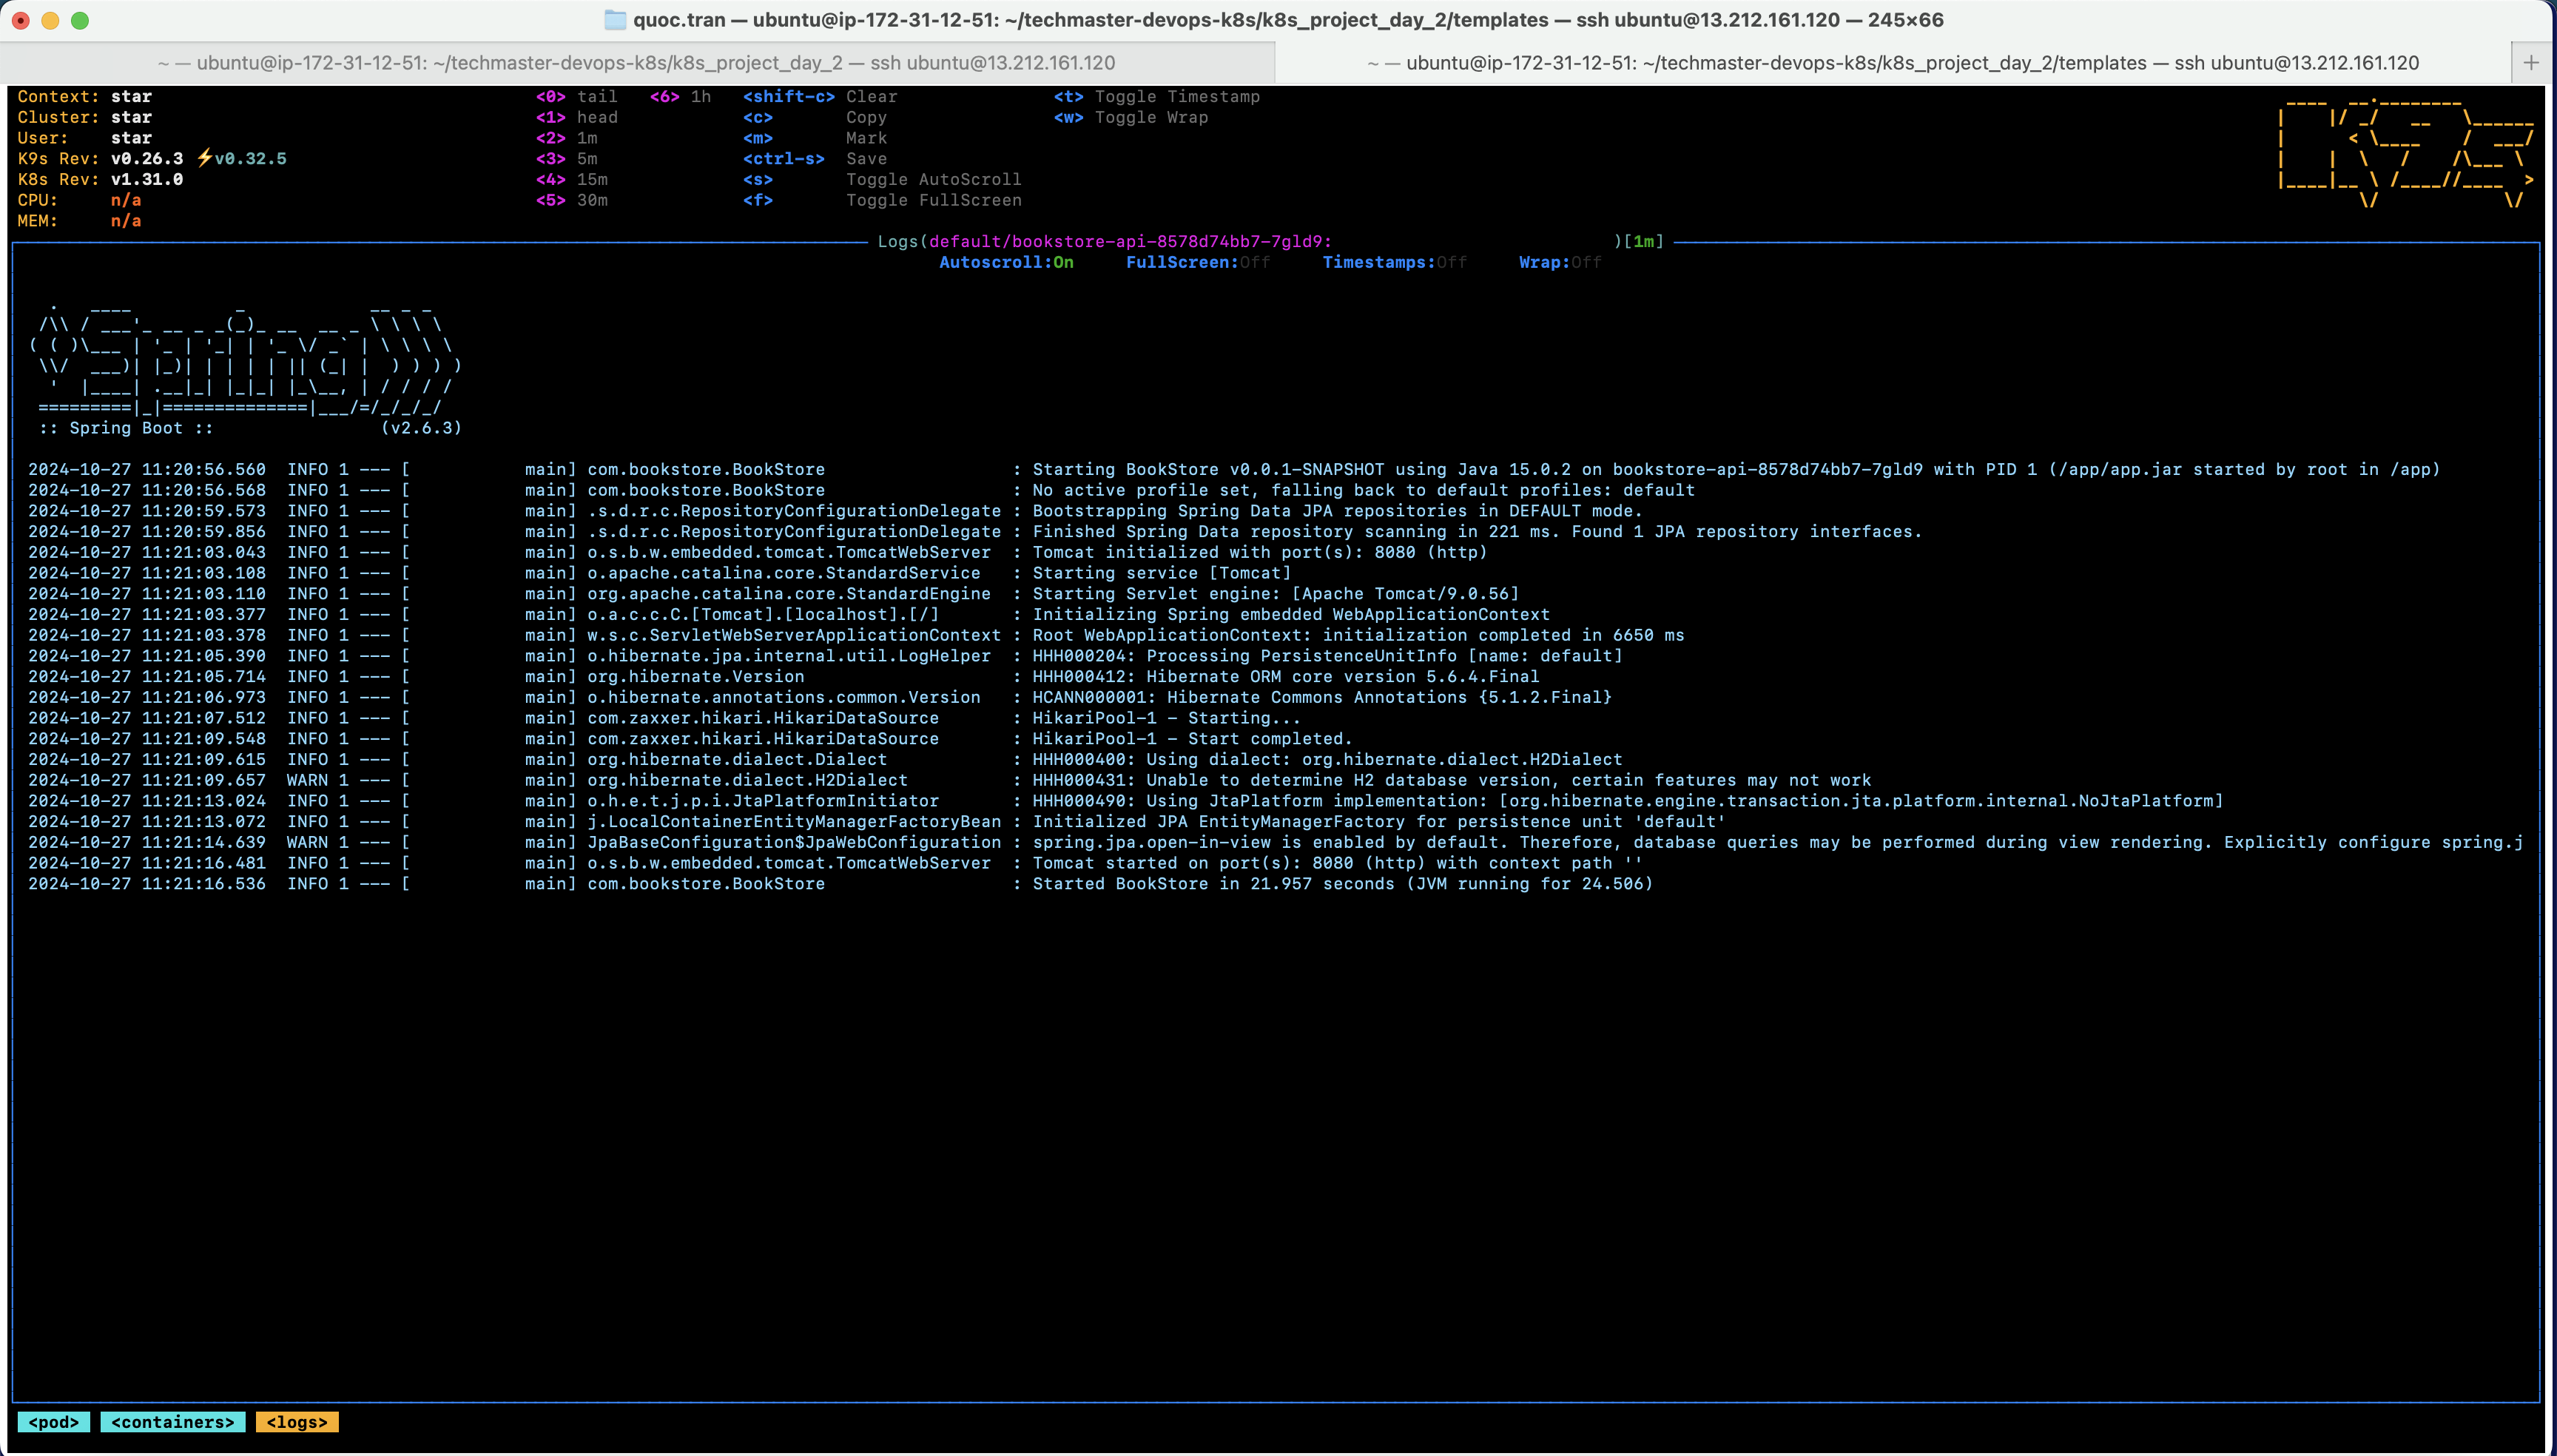 quoc.tran — ubuntu@ip-172-31-12-51: ~/techmaster-devops-k8s/k8s_project_day_2/templates — ssh ubuntu@13.212.161.120 — 245×66
~ — ubuntu@ip-172-31-12-51: ~/techmaster-devops-k8s/k8s_project_day_2 — ssh ubuntu@13.212.161.120
~ — ubuntu@ip-172-31-12-51: ~/techmaster-devops-k8s/k8s_project_day_2/templates — ssh ubuntu@13.212.161.120
Context: star <0> tail <6> 1h <shift-c> Clear <t> Toggle Timestamp
Cluster: star <1> head <c> Copy <w> Toggle Wrap
User: star <2> 1m <m> Mark
K9s Rev: v0.26.3 ⚡v0.32.5 <3> 5m <ctrl-s> Save
K8s Rev: v1.31.0 <4> 15m <s> Toggle AutoScroll
CPU: n/a <5> 30m <f> Toggle FullScreen
MEM: n/a
K9s
Logs(default/bookstore-api-8578d74bb7-7gld9: )[1m]
Autoscroll:On FullScreen:Off Timestamps:Off Wrap:Off
Spring
:: Spring Boot :: (v2.6.3)
2024-10-27 11:20:56.560 INFO 1 --- [ main] com.bookstore.BookStore : Starting BookStore v0.0.1-SNAPSHOT using Java 15.0.2 on bookstore-api-8578d74bb7-7gld9 with PID 1 (/app/app.jar started by root in /app)
2024-10-27 11:20:56.568 INFO 1 --- [ main] com.bookstore.BookStore : No active profile set, falling back to default profiles: default
2024-10-27 11:20:59.573 INFO 1 --- [ main] .s.d.r.c.RepositoryConfigurationDelegate : Bootstrapping Spring Data JPA repositories in DEFAULT mode.
2024-10-27 11:20:59.856 INFO 1 --- [ main] .s.d.r.c.RepositoryConfigurationDelegate : Finished Spring Data repository scanning in 221 ms. Found 1 JPA repository interfaces.
2024-10-27 11:21:03.043 INFO 1 --- [ main] o.s.b.w.embedded.tomcat.TomcatWebServer : Tomcat initialized with port(s): 8080 (http)
2024-10-27 11:21:03.108 INFO 1 --- [ main] o.apache.catalina.core.StandardService : Starting service [Tomcat]
2024-10-27 11:21:03.110 INFO 1 --- [ main] org.apache.catalina.core.StandardEngine : Starting Servlet engine: [Apache Tomcat/9.0.56]
2024-10-27 11:21:03.377 INFO 1 --- [ main] o.a.c.c.C.[Tomcat].[localhost].[/] : Initializing Spring embedded WebApplicationContext
2024-10-27 11:21:03.378 INFO 1 --- [ main] w.s.c.ServletWebServerApplicationContext : Root WebApplicationContext: initialization completed in 6650 ms
2024-10-27 11:21:05.390 INFO 1 --- [ main] o.hibernate.jpa.internal.util.LogHelper : HHH000204: Processing PersistenceUnitInfo [name: default]
2024-10-27 11:21:05.714 INFO 1 --- [ main] org.hibernate.Version : HHH000412: Hibernate ORM core version 5.6.4.Final
2024-10-27 11:21:06.973 INFO 1 --- [ main] o.hibernate.annotations.common.Version : HCANN000001: Hibernate Commons Annotations {5.1.2.Final}
2024-10-27 11:21:07.512 INFO 1 --- [ main] com.zaxxer.hikari.HikariDataSource : HikariPool-1 - Starting...
2024-10-27 11:21:09.548 INFO 1 --- [ main] com.zaxxer.hikari.HikariDataSource : HikariPool-1 - Start completed.
2024-10-27 11:21:09.615 INFO 1 --- [ main] org.hibernate.dialect.Dialect : HHH000400: Using dialect: org.hibernate.dialect.H2Dialect
2024-10-27 11:21:09.657 WARN 1 --- [ main] org.hibernate.dialect.H2Dialect : HHH000431: Unable to determine H2 database version, certain features may not work
2024-10-27 11:21:13.024 INFO 1 --- [ main] o.h.e.t.j.p.i.JtaPlatformInitiator : HHH000490: Using JtaPlatform implementation: [org.hibernate.engine.transaction.jta.platform.internal.NoJtaPlatform]
2024-10-27 11:21:13.072 INFO 1 --- [ main] j.LocalContainerEntityManagerFactoryBean : Initialized JPA EntityManagerFactory for persistence unit 'default'
2024-10-27 11:21:14.639 WARN 1 --- [ main] JpaBaseConfiguration$JpaWebConfiguration : spring.jpa.open-in-view is enabled by default. Therefore, database queries may be performed during view rendering. Explicitly configure spring.j
2024-10-27 11:21:16.481 INFO 1 --- [ main] o.s.b.w.embedded.tomcat.TomcatWebServer : Tomcat started on port(s): 8080 (http) with context path ''
2024-10-27 11:21:16.536 INFO 1 --- [ main] com.bookstore.BookStore : Started BookStore in 21.957 seconds (JVM running for 24.506)
<pod> <containers> <logs>